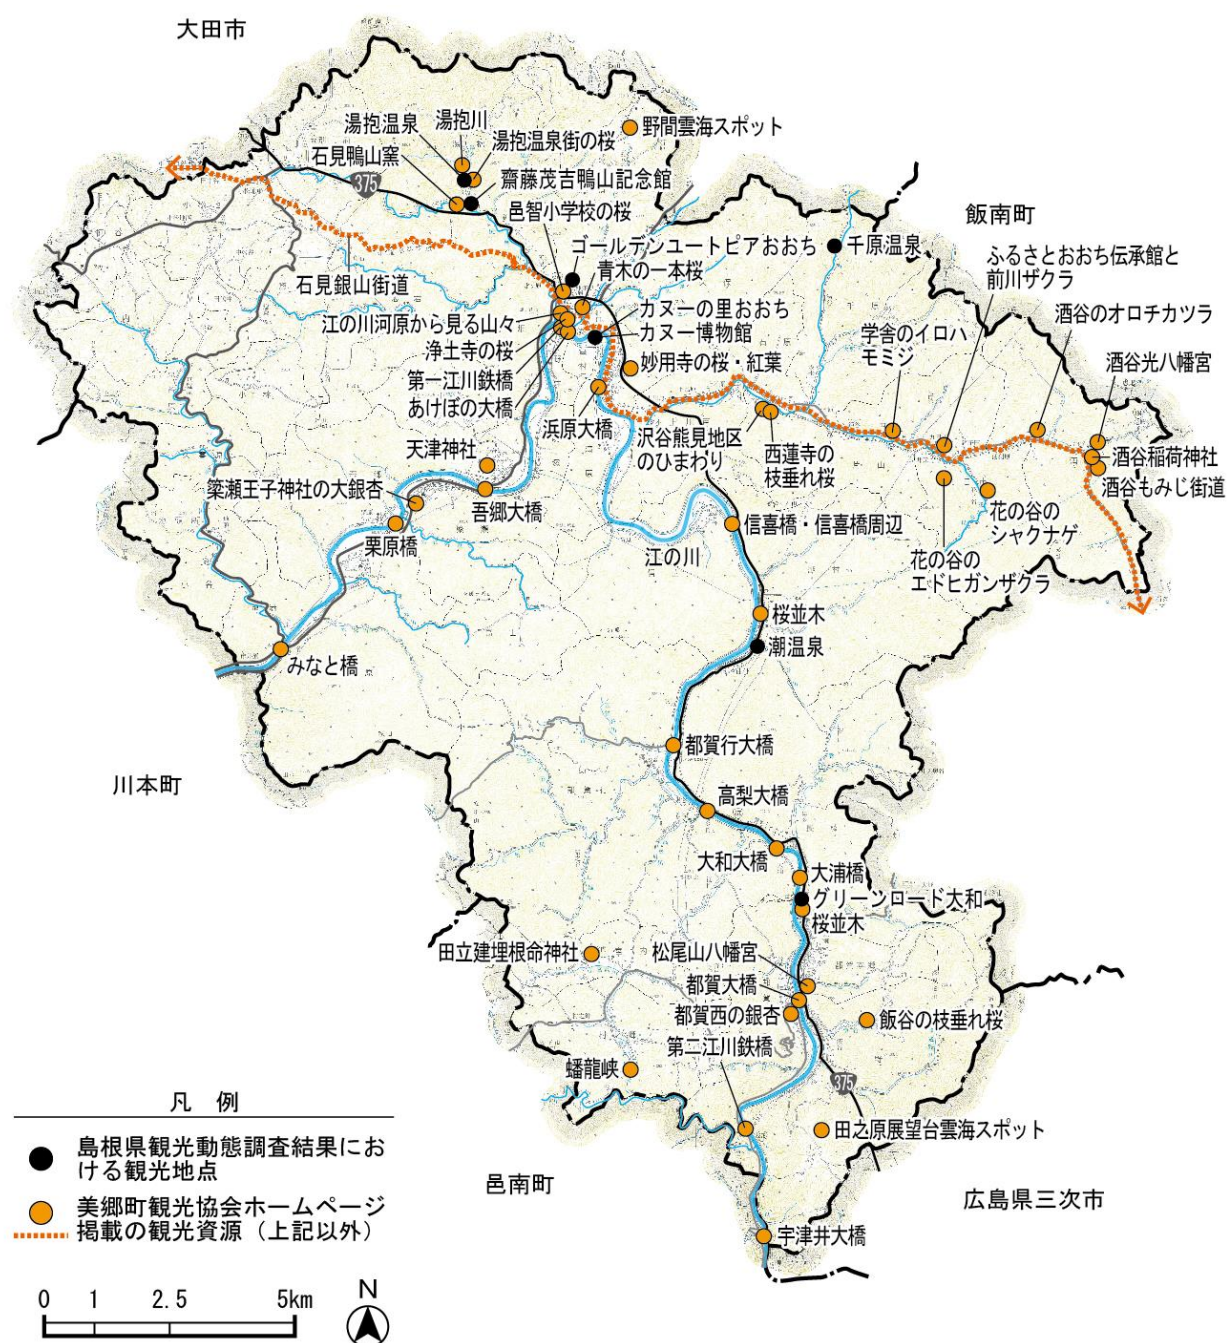 大田市
湯抱川
湯抱温泉
湯抱温泉街の桜
野間雲海スポット
石見鴨山窯
齋藤茂吉鴨山記念館
375
邑智小学校の桜
飯南町
ゴールデンユートピアおおち
千原温泉
青木の一本桜
ふるさとおおち伝承館と
前川ザクラ
石見銀山街道
カヌーの里おおち
江の川河原から見る山々
カヌー博物館
学舎のイロハ
モミジ
酒谷のオロチカツラ
浄土寺の桜
妙用寺の桜・紅葉
酒谷光八幡宮
第一江川鉄橋
あけぼの大橋
浜原大橋
沢谷熊見地区
のひまわり
西蓮寺の
枝垂れ桜
天津神社
酒谷稲荷神社
酒谷もみじ街道
簗瀬王子神社の大銀杏
吾郷大橋
花の谷の
シャクナゲ
信喜橋・信喜橋周辺
栗原橋
江の川
花の谷の
エドヒガンザクラ
桜並木
潮温泉
みなと橋
都賀行大橋
川本町
高梨大橋
大和大橋
大浦橋
グリーンロード大和
桜並木
田立建埋根命神社
松尾山八幡宮
都賀大橋
都賀西の銀杏
飯谷の枝垂れ桜
第二江川鉄橋
蟠龍峡
375
凡 例
島根県観光動態調査結果にお
ける観光地点
美郷町観光協会ホームページ
掲載の観光資源(上記以外)
田之原展望台雲海スポット
邑南町
広島県三次市
宇津井大橋
0 1 2.5 5km
N